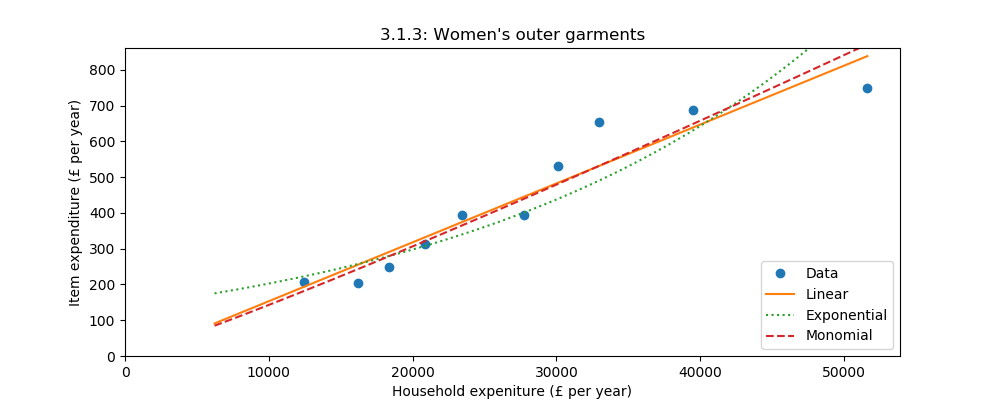 3.1.3: Women's outer garments
Item expenditure (£ per year)
800
700
600
500
400
300
200
100
0
0 10000 20000 30000 40000 50000
Household expeniture (£ per year)
Data
Linear
Exponential
Monomial